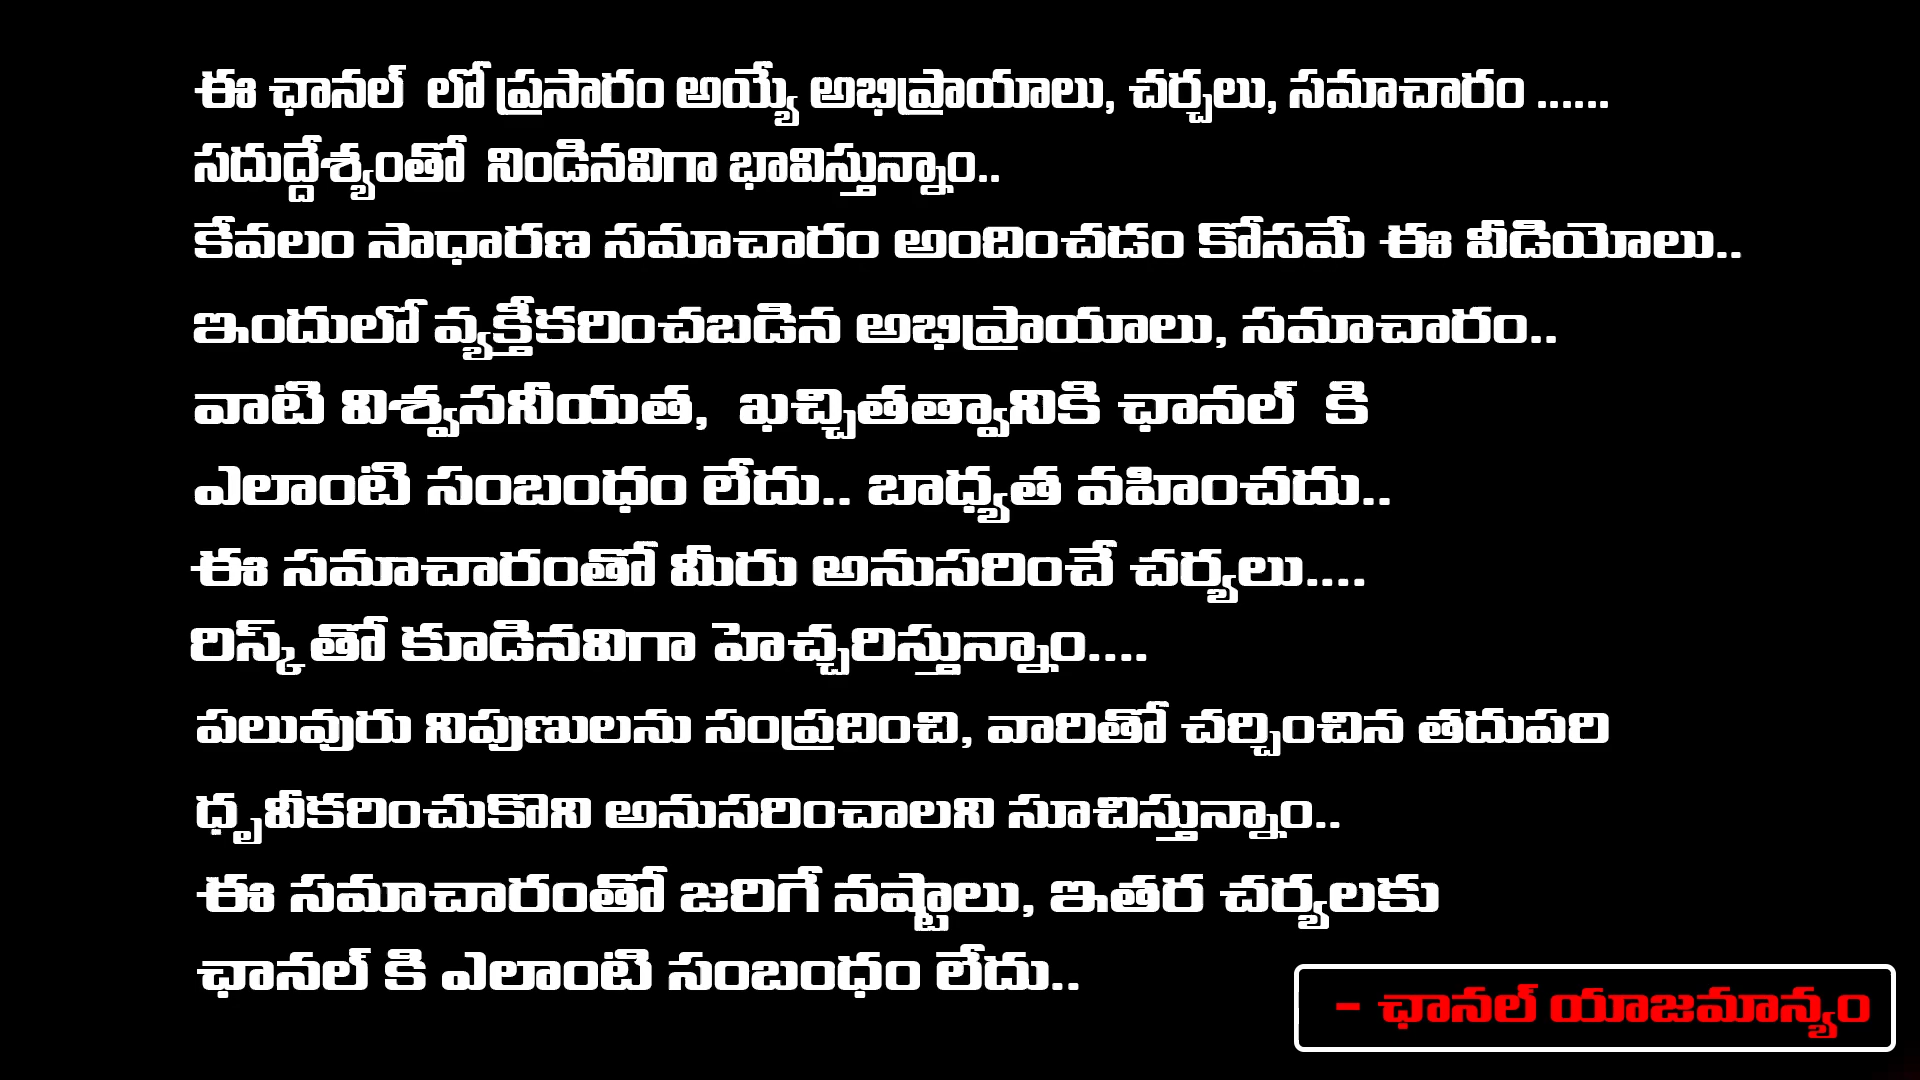 ఈ ఛానల్ లో ప్రసారం అయ్యే అభిప్రాయాలు, చర్చలు, సమాచారం ......
సదుద్దేశ్యంతో నిండినవిగా భావిస్తున్నాం..
కేవలం సాధారణ సమాచారం అందించడం కోసమే ఈ వీడియోలు..
ఇందులో వ్యక్తీకరించబడిన అభిప్రాయాలు, సమాచారం..
వాటి విశ్వసనీయత, ఖచ్చితత్వానికి ఛానల్ కి
ఎలాంటి సంబంధం లేదు.. బాధ్యత వహించదు..
ఈ సమాచారంతో మీరు అనుసరించే చర్యలు....
రిస్క్ తో కూడినవిగా హెచ్చరిస్తున్నాం....
పలువురు నిపుణులను సంప్రదించి, వారితో చర్చించిన తదుపరి
ధృవీకరించుకొని అనుసరించాలని సూచిస్తున్నాం..
ఈ సమాచారంతో జరిగే నష్టాలు, ఇతర చర్యలకు
ఛానల్ కి ఎలాంటి సంబంధం లేదు..
- ఛానల్ యాజమాన్యం